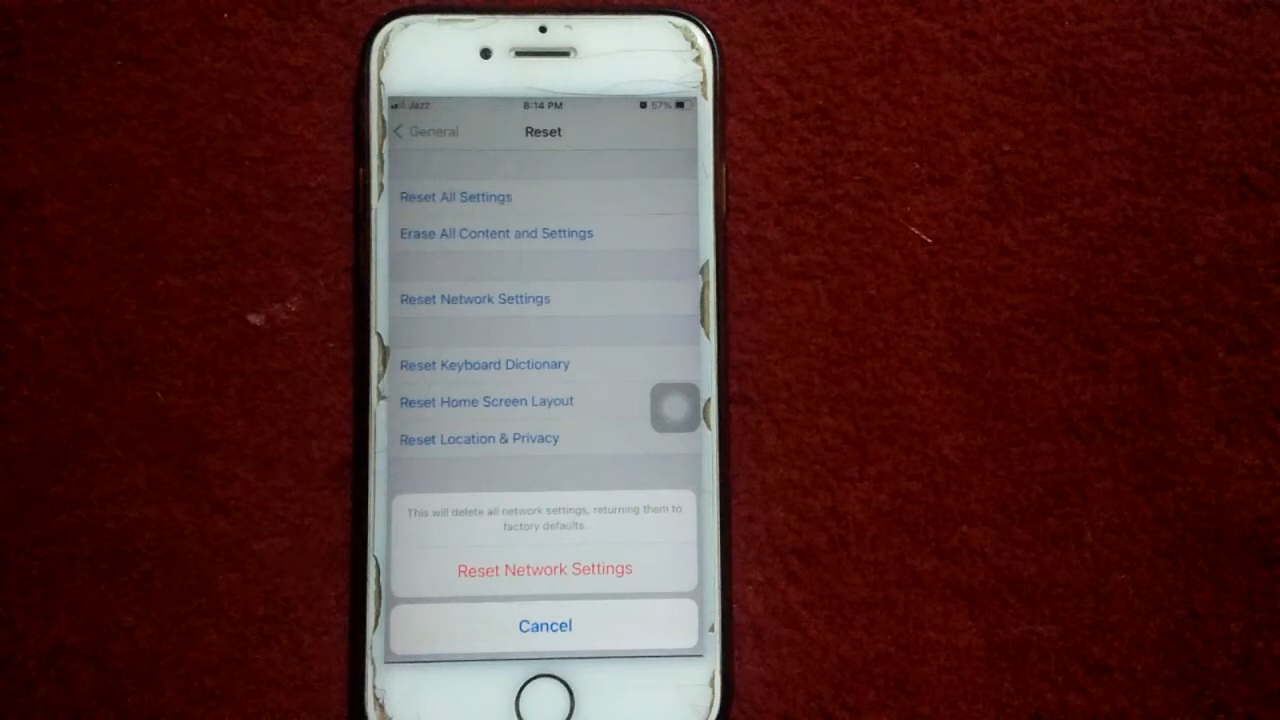 Jazz 8:14 PM 57%
General Reset
Reset All Settings
Erase All Content and Settings
Reset Network Settings
Reset Keyboard Dictionary
Reset Home Screen Layout
Reset Location & Privacy
This will delete all network settings, returning them to
factory defaults.
Reset Network Settings
Cancel